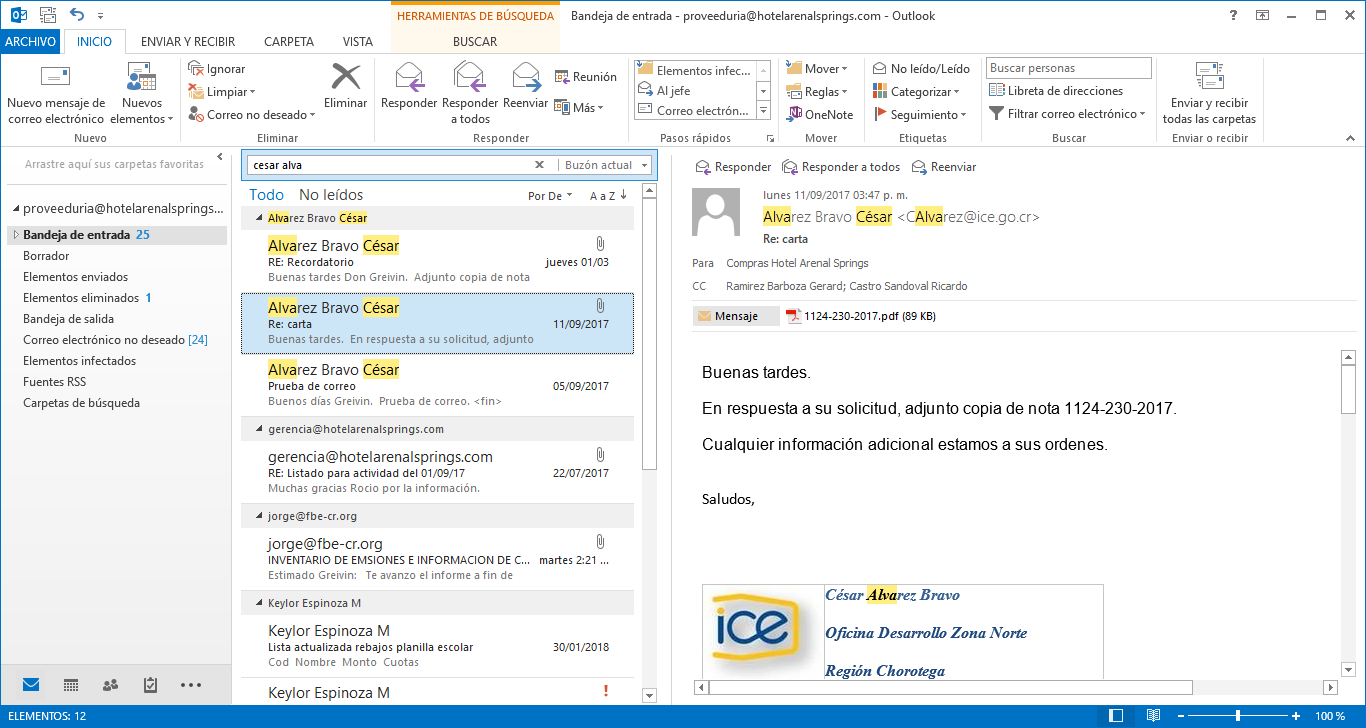 HERRAMIENTAS DE BÚSQUEDA
Bandeja de entrada - proveeduria@hotelarenalsprings.com - Outlook
?
ARCHIVO
INICIO
ENVIAR Y RECIBIR
CARPETA
VISTA
BUSCAR
Nuevo mensaje de
correo electrónico
Nuevos
elementos
Nuevo
Ignorar
Limpiar
Correo no deseado
Eliminar
Eliminar
Responder
Responder
a todos
Reenviar
Reunión
Más
Responder
Elementos infec...
Al jefe
Correo electrón...
Pasos rápidos
Mover
Reglas
OneNote
Mover
No leído/Leído
Categorizar
Seguimiento
Etiquetas
Buscar personas
Libreta de direcciones
Filtrar correo electrónico
Buscar
Enviar y recibir
todas las carpetas
Enviar o recibir
Arrastre aquí sus carpetas favoritas
proveeduria@hotelarenalsprings...
Bandeja de entrada 25
Borrador
Elementos enviados
Elementos eliminados 1
Bandeja de salida
Correo electrónico no deseado [24]
Elementos infectados
Fuentes RSS
Carpetas de búsqueda
cesar alva
Buzón actual
Todo
No leídos
Por De
A a Z
Alvarez Bravo César
Alvarez Bravo César
RE: Recordatorio
jueves 01/03
Buenas tardes Don Greivin. Adjunto copia de nota
Alvarez Bravo César
Re: carta
11/09/2017
Buenas tardes. En respuesta a su solicitud, adjunto
Alvarez Bravo César
Prueba de correo
05/09/2017
Buenos días Greivin. Prueba de correo. <fin>
gerencia@hotelarenalsprings.com
gerencia@hotelarenalsprings.com
RE: Listado para actividad del 01/09/17
22/07/2017
Muchas gracias Rocio por la información.
jorge@fbe-cr.org
jorge@fbe-cr.org
INVENTARIO DE EMSIONES E INFORMACION DE C...
martes 2:21 ...
Estimado Greivin: Te avanzo el informe a fin de
Keylor Espinoza M
Keylor Espinoza M
Lista actualizada rebajos planilla escolar
30/01/2018
Cod Nombre Monto Cuotas
Keylor Espinoza M
!
Responder
Responder a todos
Reenviar
lunes 11/09/2017 03:47 p. m.
Alvarez Bravo César <CAlvarez@ice.go.cr>
Re: carta
Para Compras Hotel Arenal Springs
CC Ramirez Barboza Gerard; Castro Sandoval Ricardo
Mensaje
1124-230-2017.pdf (89 KB)
Buenas tardes.
En respuesta a su solicitud, adjunto copia de nota 1124-230-2017.
Cualquier información adicional estamos a sus ordenes.
Saludos,
ice
César Alvarez Bravo
Oficina Desarrollo Zona Norte
Región Chorotega
ELEMENTOS: 12
100 %